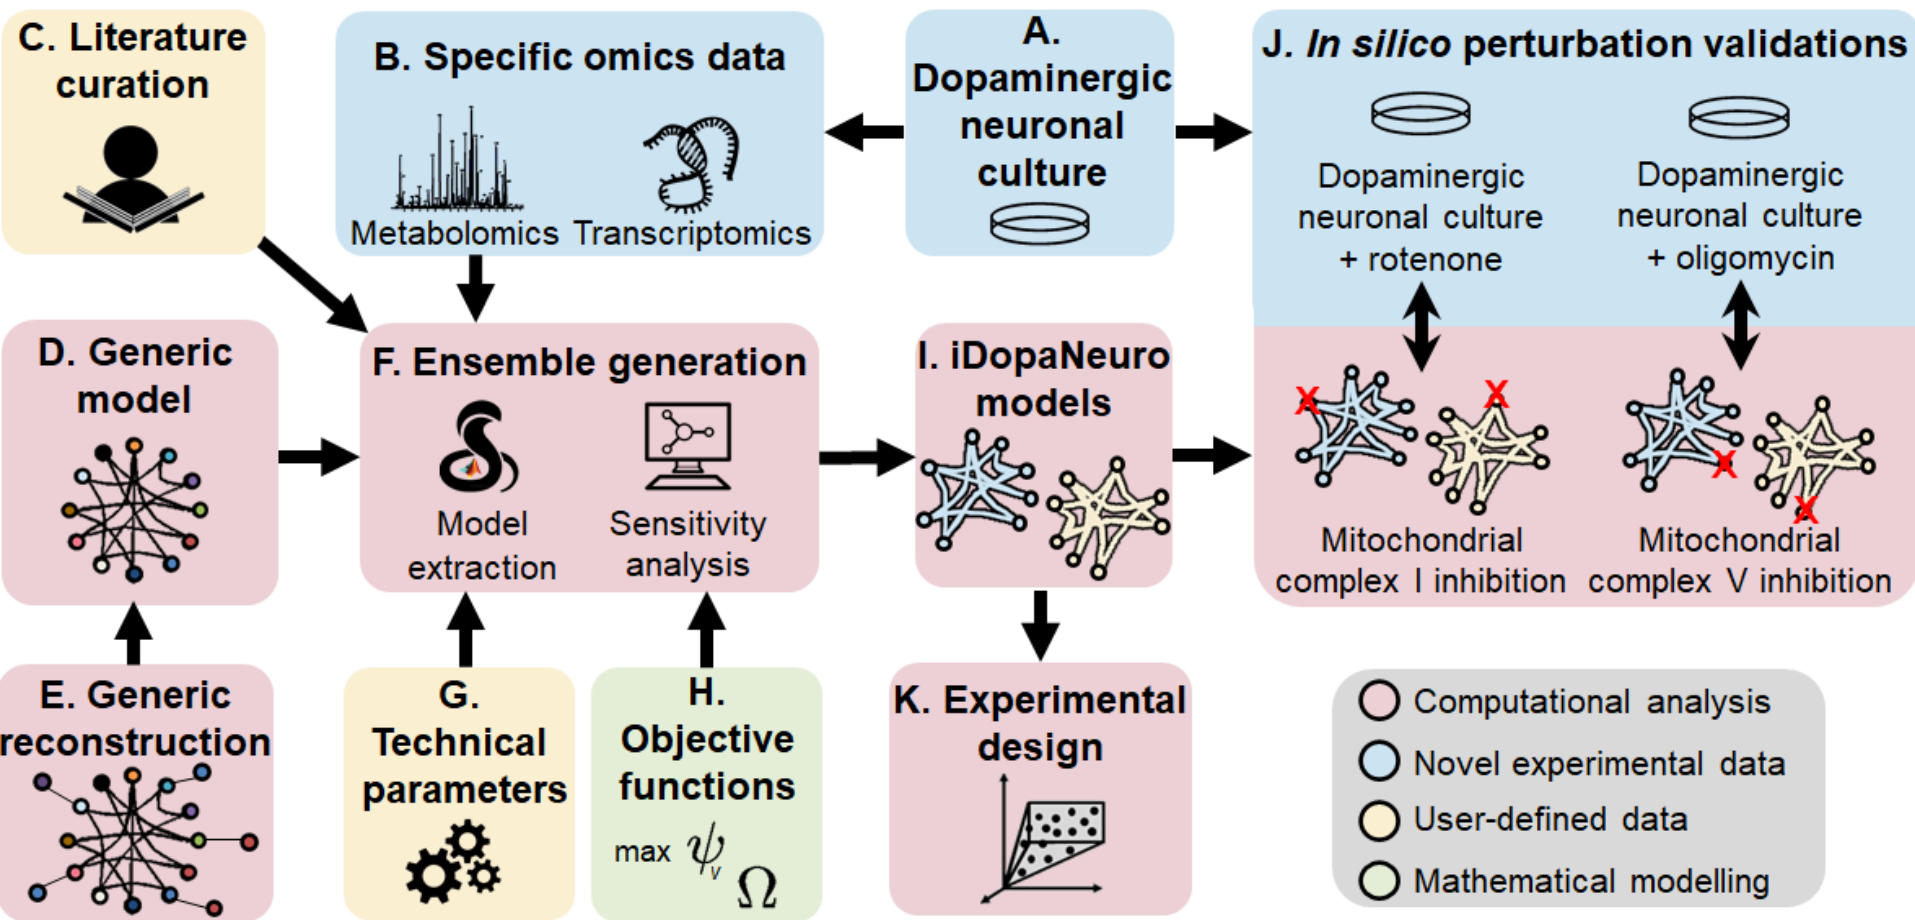 C. Literature
curation
B. Specific omics data
Metabolomics
Transcriptomics
A.
Dopaminergic
neuronal
culture
J. In silico perturbation validations
Dopaminergic
neuronal culture
+ rotenone
Dopaminergic
neuronal culture
+ oligomycin
D. Generic
model
F. Ensemble generation
Model
extraction
Sensitivity
analysis
I. iDopaNeuro
models
X
X
X
X
Mitochondrial
complex I inhibition
Mitochondrial
complex V inhibition
E. Generic
reconstruction
G.
Technical
parameters
H.
Objective
functions
max ψv
Ω
K. Experimental
design
Computational analysis
Novel experimental data
User-defined data
Mathematical modelling